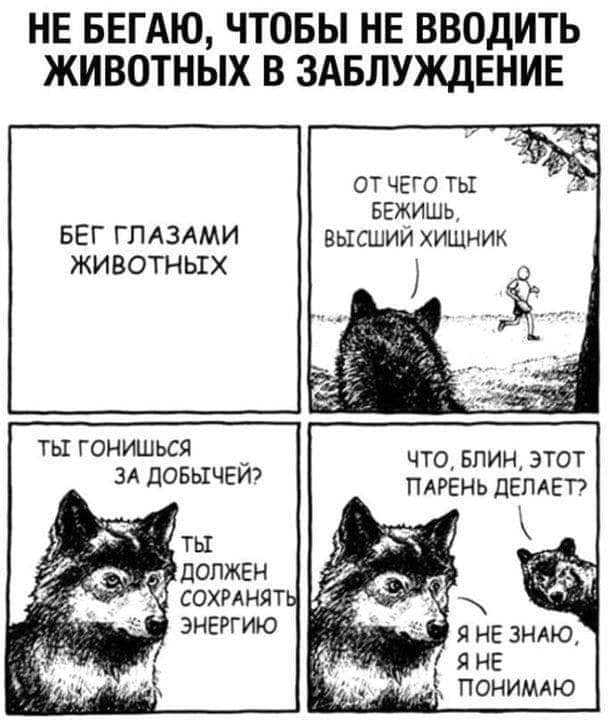 НЕ БЕГАЮ, ЧТОБЫ НЕ ВВОДИТЬ
ЖИВОТНЫХ В ЗАБЛУЖДЕНИЕ
БЕГ ГЛАЗАМИ
ЖИВОТНЫХ
ОТ ЧЕГО ТЫ
БЕЖИШЬ,
ВЫСШИЙ ХИЩНИК
ТЫ ГОНИШЬСЯ
ЗА ДОБЫЧЕЙ?
ТЫ
ДОЛЖЕН
СОХРАНЯТЬ
ЭНЕРГИЮ
ЧТО, БЛИН, ЭТОТ
ПАРЕНЬ ДЕЛАЕТ?
Я НЕ ЗНАЮ,
Я НЕ
ПОНИМАЮ